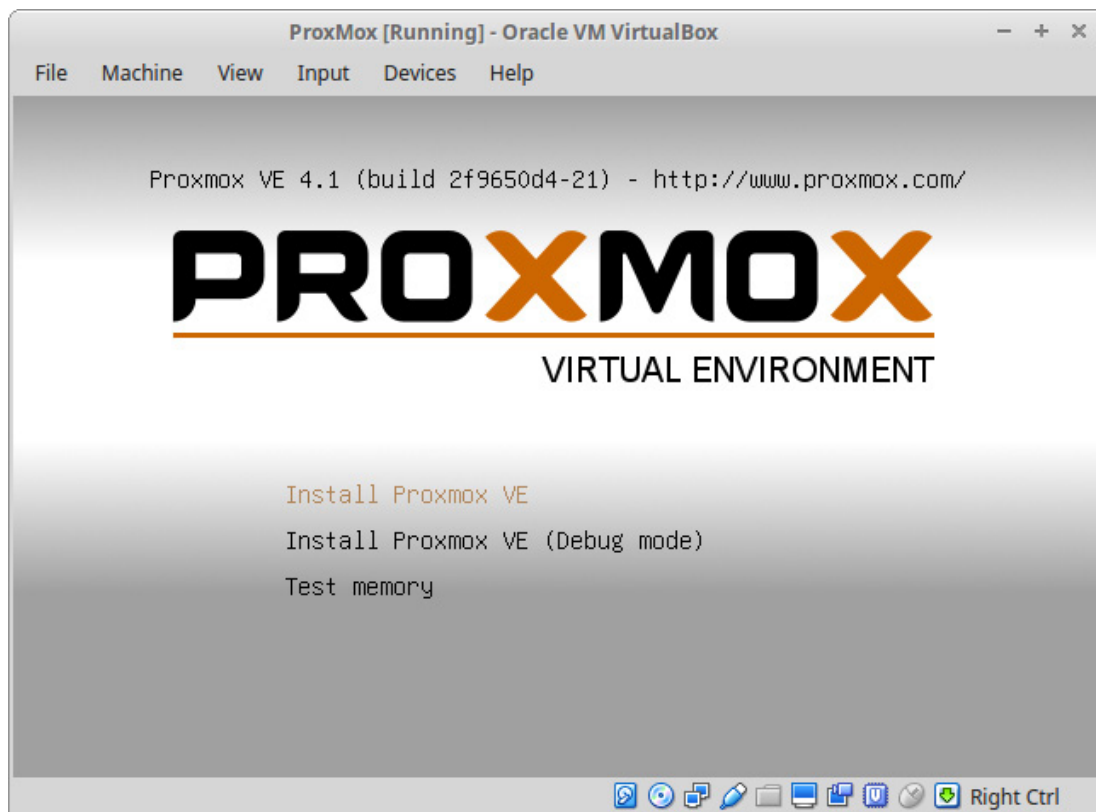 ProxMox [Running] - Oracle VM VirtualBox
File Machine View Input Devices Help
Proxmox VE 4.1 (build 2f9650d4-21) - http://www.proxmox.com/
PROXMOX
VIRTUAL ENVIRONMENT
Install Proxmox VE
Install Proxmox VE (Debug mode)
Test memory
Right Ctrl